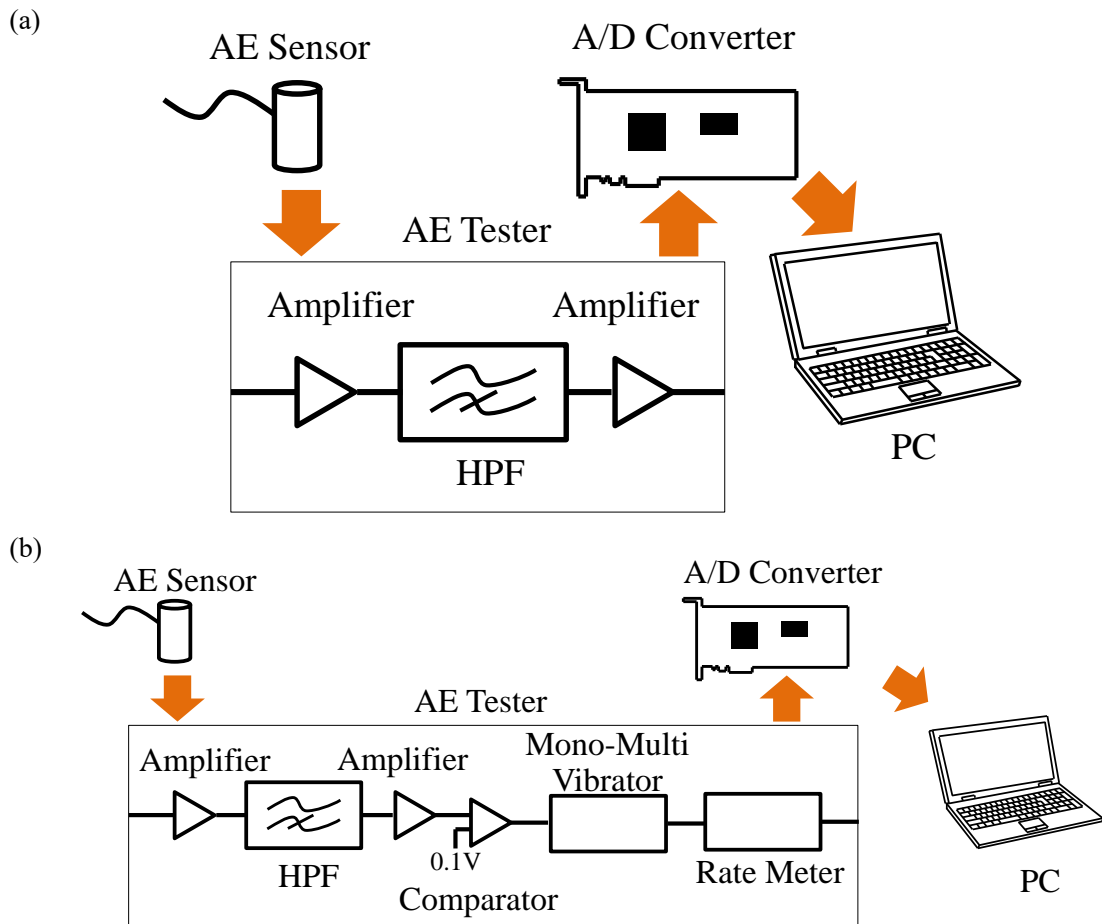 (a)
AE Sensor
A/D Converter
AE Tester
Amplifier
Amplifier
HPF
PC
(b)
AE Sensor
A/D Converter
AE Tester
Amplifier
Amplifier
Mono-Multi
Vibrator
0.1V
HPF
Comparator
Rate Meter
PC